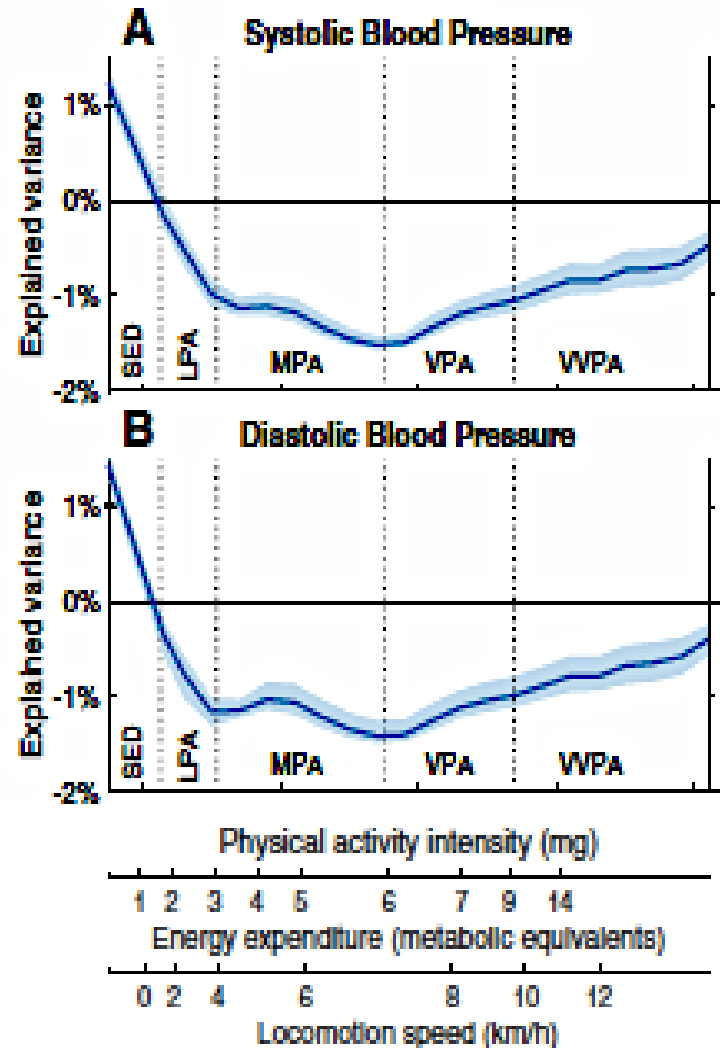 A Systolic Blood Pressure
1%
0%
-1%
-2%
Explained variance
SED LPA MPA VPA VVPA
B Diastolic Blood Pressure
1%
0%
-1%
-2%
Explained variance
SED LPA MPA VPA VVPA
Physical activity intensity (mg)
1 2 3 4 5 6 7 9 14
Energy expenditure (metabolic equivalents)
0 2 4 6 8 10 12
Locomotion speed (km/h)